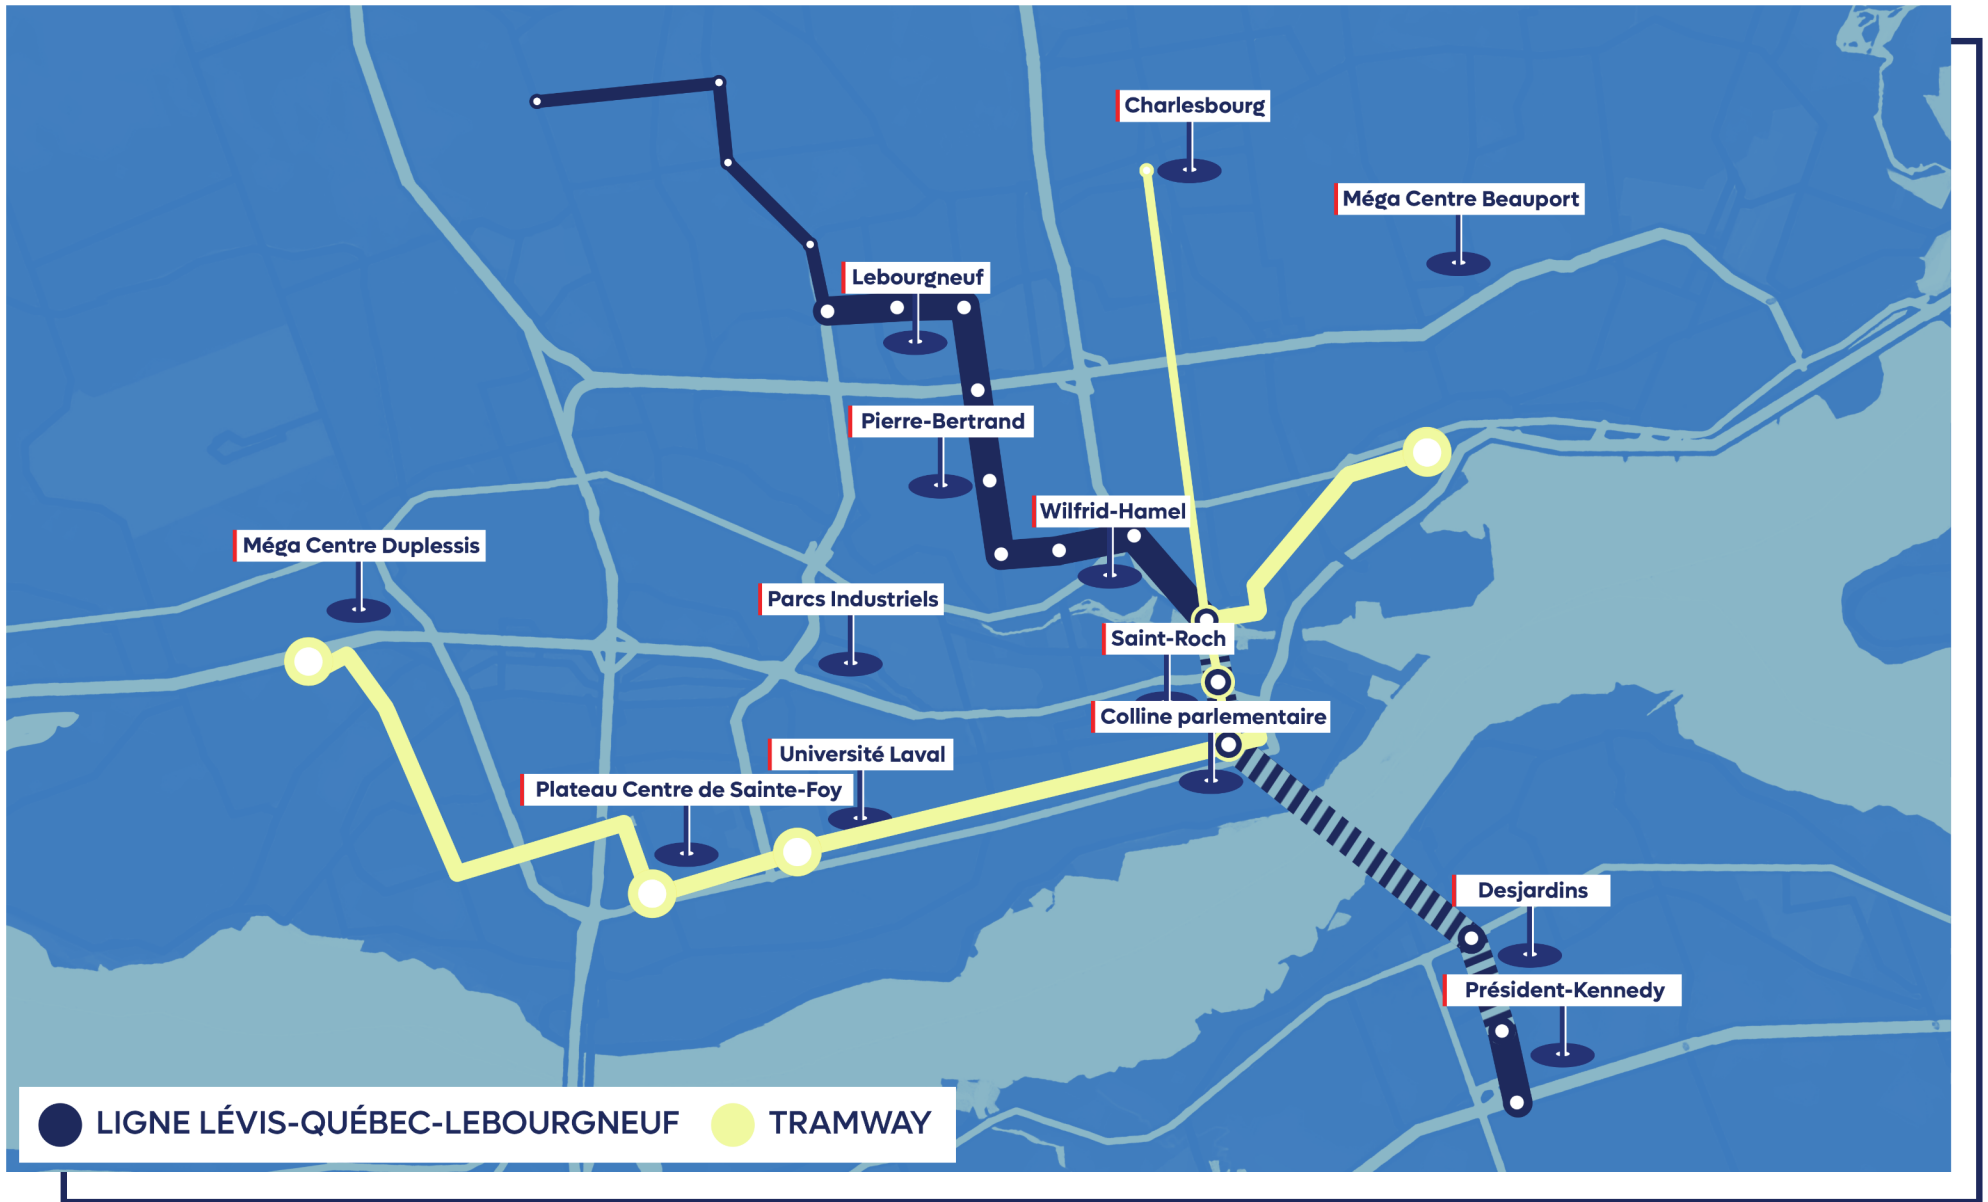 Charlesbourg
Méga Centre Beauport
Lebourgneuf
Pierre-Bertrand
Wilfrid-Hamel
Méga Centre Duplessis
Parcs Industriels
Saint-Roch
Colline parlementaire
Université Laval
Plateau Centre de Sainte-Foy
Desjardins
Président-Kennedy
LIGNE LÉVIS-QUÉBEC-LEBOURGNEUF
TRAMWAY